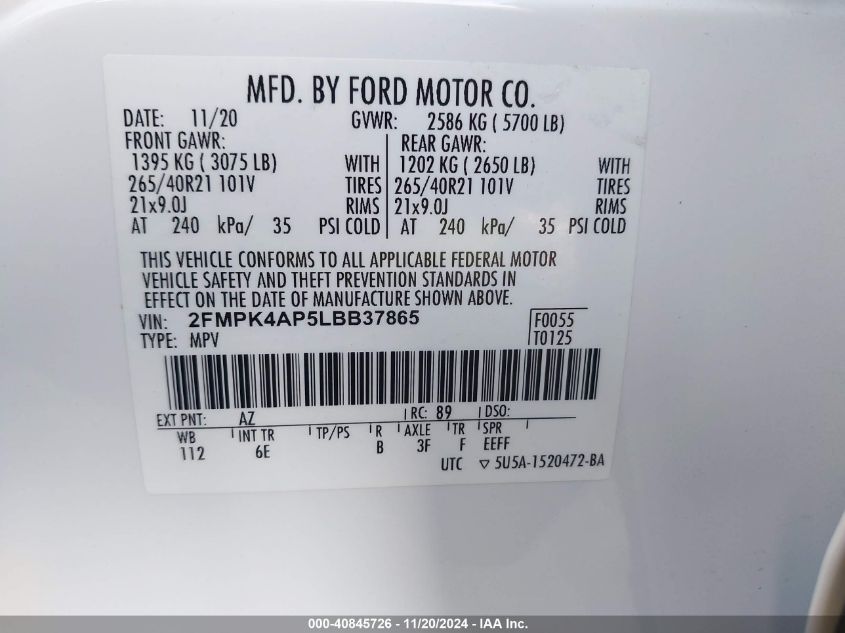 MFD. BY FORD MOTOR CO.
DATE: 11/20 GVWR: 2586 KG ( 5700 LB)
FRONT GAWR: REAR GAWR:
1395 KG ( 3075 LB) WITH 1202 KG ( 2650 LB) WITH
265/40R21 101V TIRES 265/40R21 101V TIRES
21x9.0J RIMS 21x9.0J RIMS
AT 240 kPa/ 35 PSI COLD AT 240 kPa/ 35 PSI COLD
THIS VEHICLE CONFORMS TO ALL APPLICABLE FEDERAL MOTOR
VEHICLE SAFETY AND THEFT PREVENTION STANDARDS IN
EFFECT ON THE DATE OF MANUFACTURE SHOWN ABOVE.
VIN: 2FMPK4AP5LBB37865 F0055
TYPE: MPV T0125
EXT PNT: AZ RC: 89 DSO:
WB INT TR TP/PS R AXLE TR SPR
112 6E B 3F F EEFF
UTC ▽ 5U5A-1520472-BA
000-40845726 - 11/20/2024 - IAA Inc.